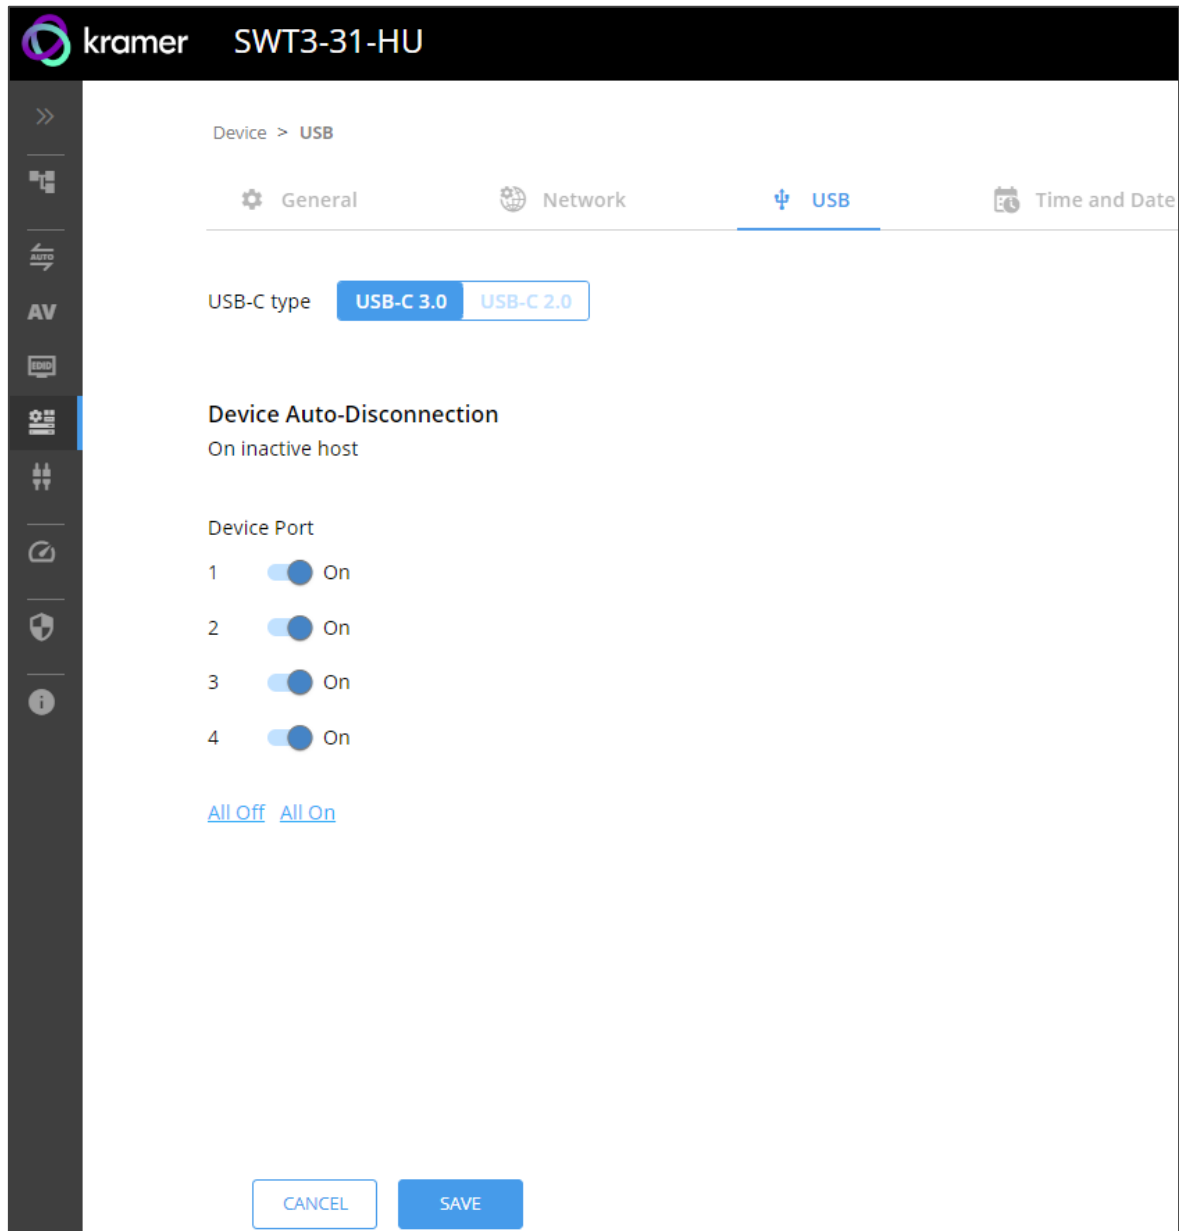 kramer SWT3-31-HU
Device > USB
General Network USB Time and Date
AUTO
USB-C type USB-C 3.0 USB-C 2.0
AV
EDID
Device Auto-Disconnection
On inactive host
Device Port
1 On
2 On
3 On
4 On
All Off All On
CANCEL SAVE